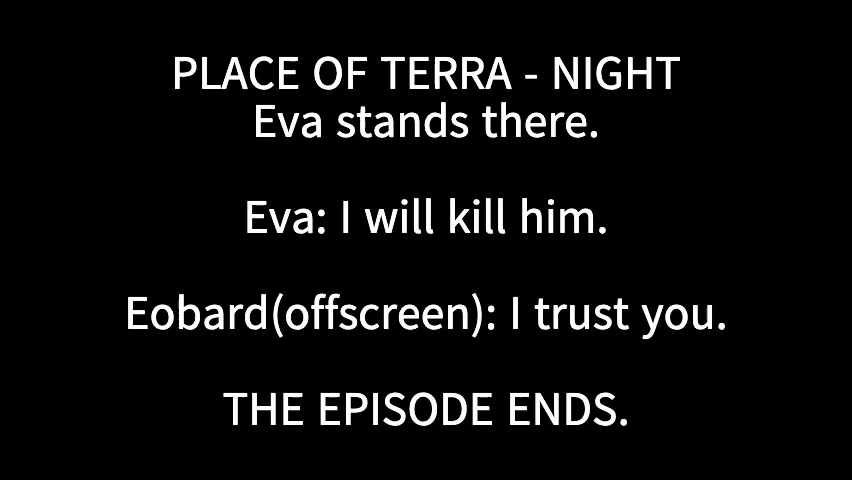 PLACE OF TERRA - NIGHT
Eva stands there.
Eva: I will kill him.
Eobard(offscreen): I trust you.
THE EPISODE ENDS.